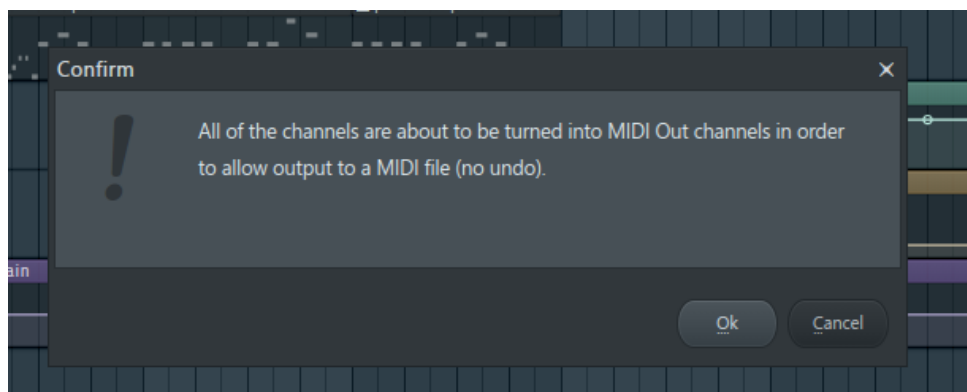 Confirm
All of the channels are about to be turned into MIDI Out channels in order
to allow output to a MIDI file (no undo).
ain
Ok
Cancel